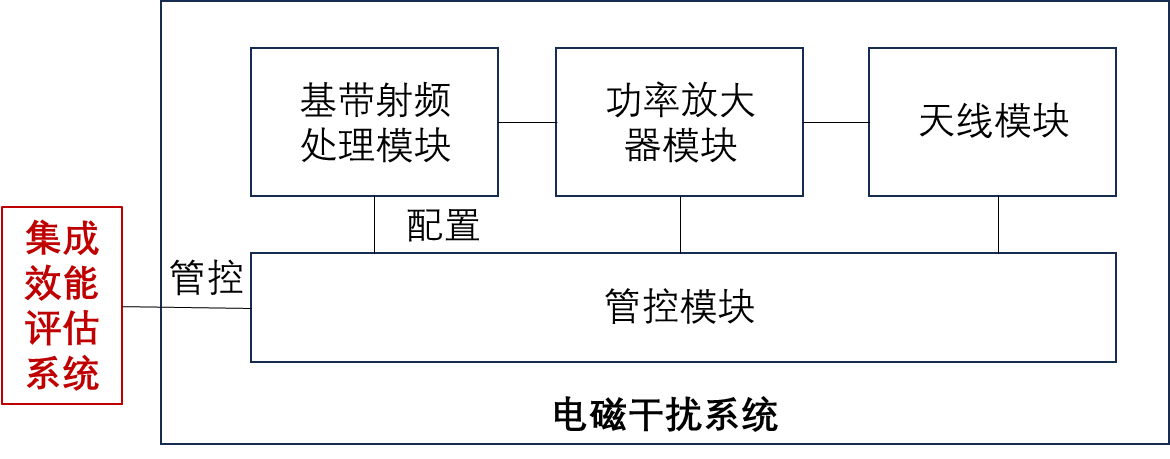 基带射频
处理模块
功率放大
器模块
天线模块
配置
集成
效能
评估
系统
管控
管控模块
电磁干扰系统